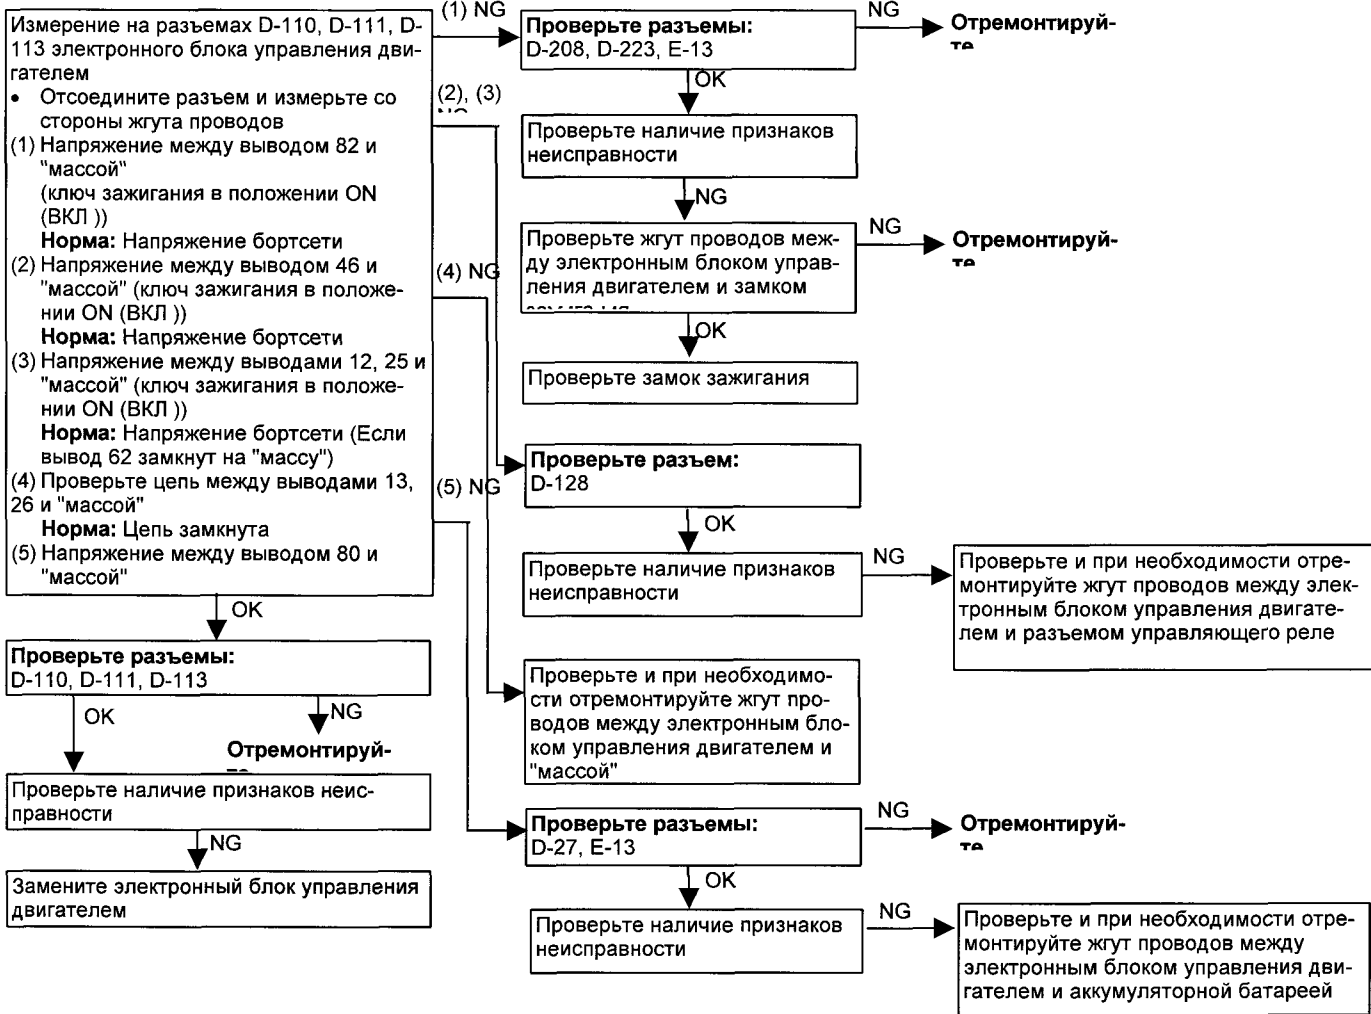 Измерение на разъемах D-110, D-111, D-
113 электронного блока управления дви-
гателем
• Отсоедините разъем и измерьте со
стороны жгута проводов
(1) Напряжение между выводом 82 и
"массой"
(ключ зажигания в положении ON
(ВКЛ ))
Норма: Напряжение бортсети
(2) Напряжение между выводом 46 и
"массой" (ключ зажигания в положе-
нии ON (ВКЛ ))
Норма: Напряжение бортсети
(3) Напряжение между выводами 12, 25 и
"массой" (ключ зажигания в положе-
нии ON (ВКЛ ))
Норма: Напряжение бортсети (Если
вывод 62 замкнут на "массу")
(4) Проверьте цепь между выводами 13,
26 и "массой"
Норма: Цепь замкнута
(5) Напряжение между выводом 80 и
"массой"
OK
Проверьте разъемы:
D-110, D-111, D-113
OK
NG
Отремонтируй-
Проверьте наличие признаков неис-
правности
NG
Замените электронный блок управления
двигателем
(1) NG
Проверьте разъемы:
D-208, D-223, E-13
NG
Отремонтируй-
те
OK
Проверьте наличие признаков
неисправности
NG
Проверьте жгут проводов меж-
ду электронным блоком управ-
ления двигателем и замком
NG
Отремонтируй-
те
OK
Проверьте замок зажигания
(2), (3)
Проверьте разъем:
D-128
OK
Проверьте наличие признаков
неисправности
NG
Проверьте и при необходимости отре-
монтируйте жгут проводов между элек-
тронным блоком управления двигате-
лем и разъемом управляющего реле
(4) NG
Проверьте и при необходимо-
сти отремонтируйте жгут про-
водов между электронным бло-
ком управления двигателем и
"массой"
(5) NG
Проверьте разъемы:
D-27, E-13
NG
Отремонтируй-
те
OK
Проверьте наличие признаков
неисправности
NG
Проверьте и при необходимости отре-
монтируйте жгут проводов между
электронным блоком управления дви-
гателем и аккумуляторной батареей